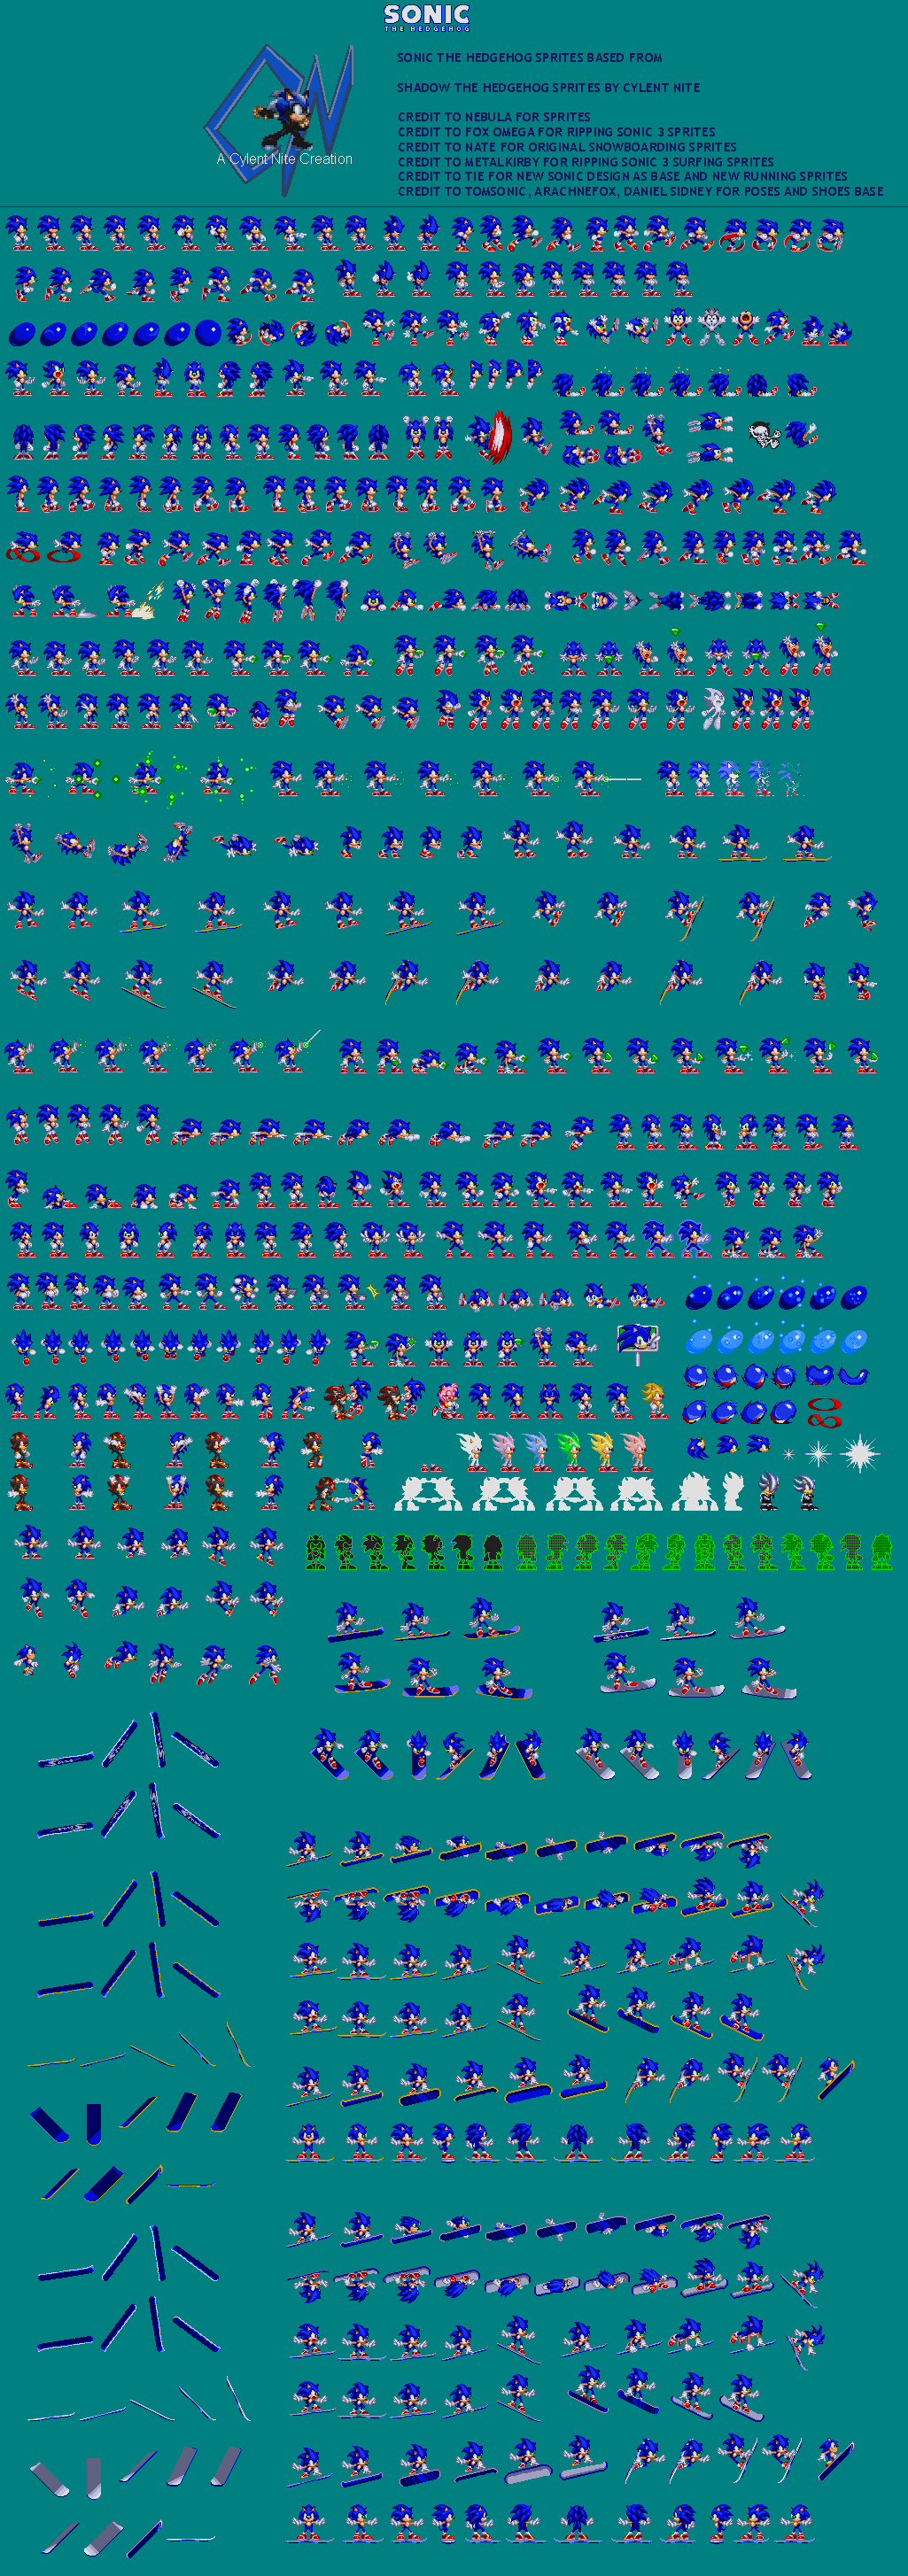 SONIC
THE HEDGEHOG
SONIC THE HEDGEHOG SPRITES BASED FROM
SHADOW THE HEDGEHOG SPRITES BY CYLENT NITE
CREDIT TO NEBULA FOR SPRITES
CREDIT TO FOX OMEGA FOR RIPPING SONIC 3 SPRITES
CREDIT TO NATE FOR ORIGINAL SNOWBOARDING SPRITES
CREDIT TO METALKIRBY FOR RIPPING SONIC 3 SURFING SPRITES
CREDIT TO TIE FOR NEW SONIC DESIGN AS BASE AND NEW RUNNING SPRITES
CREDIT TO TOMSONIC, ARACHNEFOX, DANIEL SIDNEY FOR POSES AND SHOES BASE
A Cylent Nite Creation